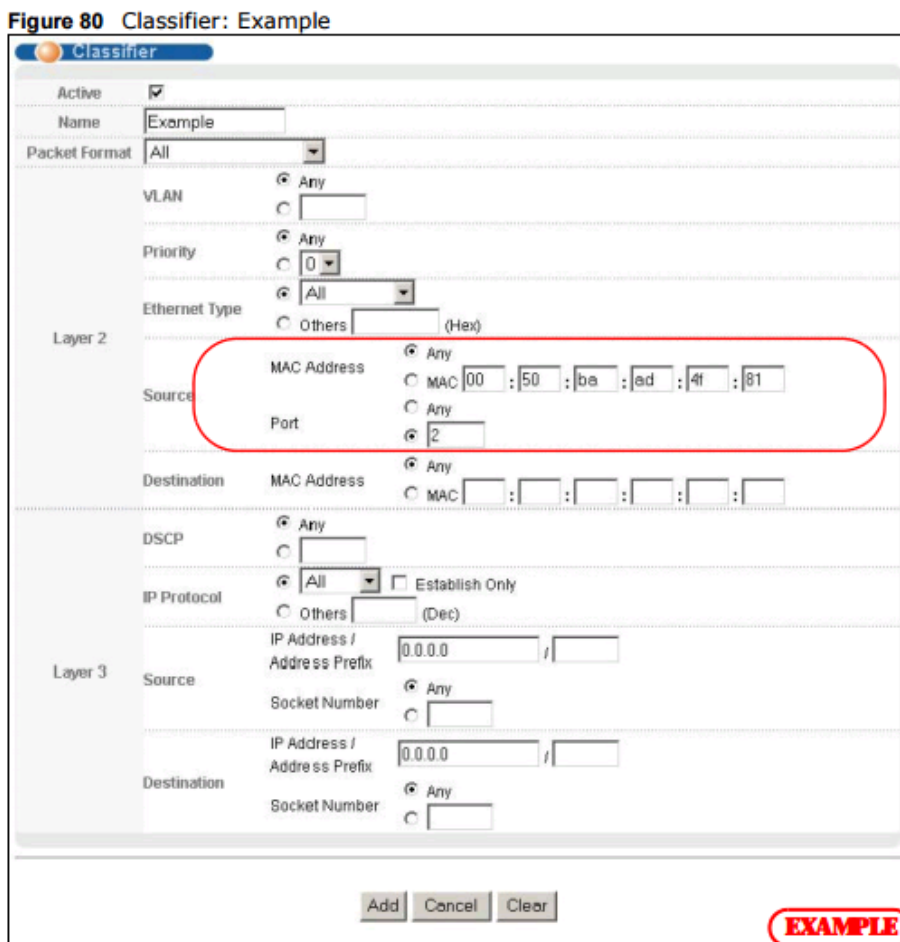 Figure 80 Classifier: Example
Classifier
Active
Name Example
Packet Format All
Layer 2
VLAN Any
Priority Any
0
Ethernet Type All
Others (Hex)
Source MAC Address Any
MAC 00 : 50 : ba : ad : 4f : 81
Port Any
2
Destination MAC Address Any
MAC : : : : :
Layer 3
DSCP Any
IP Protocol All Establish Only
Others (Dec)
Source IP Address / Address Prefix 0.0.0.0 /
Socket Number Any
Destination IP Address / Address Prefix 0.0.0.0 /
Socket Number Any
Add Cancel Clear
EXAMPLE